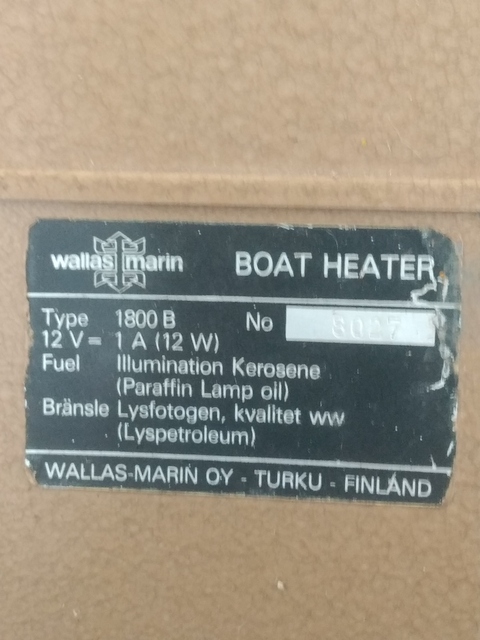 wallas marin
BOAT HEATER
Type 1800 B No
12 V = 1 A (12 W)
Fuel Illumination Kerosene
(Paraffin Lamp oil)
Bränsle Lysfotogen, kvalitet ww
(Lyspetroleum)
WALLAS-MARIN OY - TURKU - FINLAND